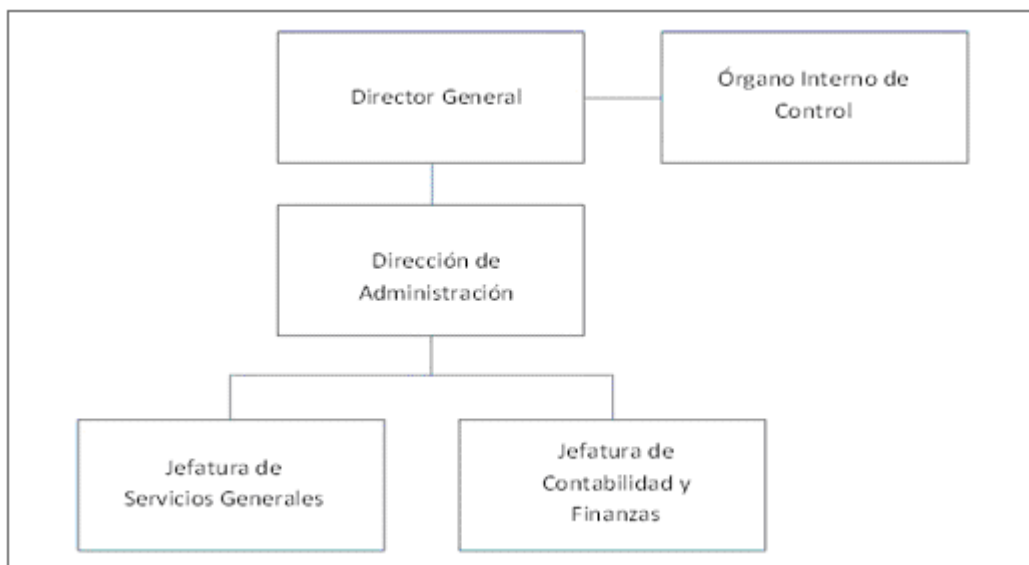 Director General
Órgano Interno de
Control
Dirección de
Administración
Jefatura de
Servicios Generales
Jefatura de
Contabilidad y
Finanzas